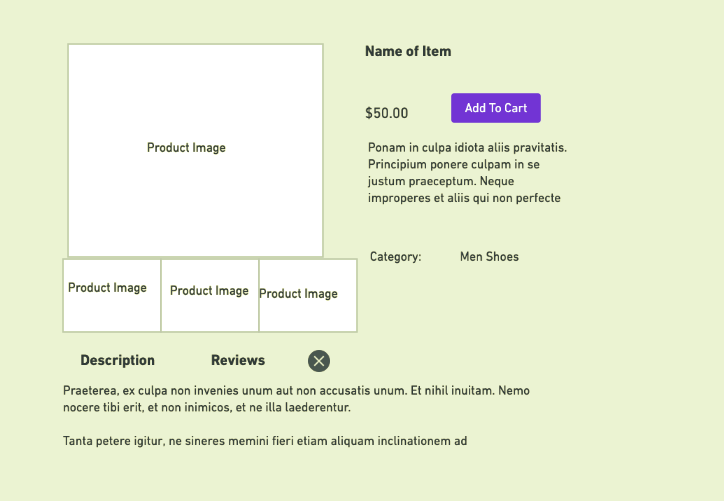 Name of Item
$50.00
Add To Cart
Product Image
Ponam in culpa idiota aliis pravitatis.
Principium ponere culpam in se
justum praeceptum. Neque
improperes et aliis qui non perfecte
Category:
Men Shoes
Product Image
Product Image
Product Image
Description
Reviews
Praeterea, ex culpa non invenies unum aut non accusatis unum. Et nihil inuitam. Nemo
nocere tibi erit, et non inimicos, et ne illa laederentur.
Tanta petere igitur, ne sineres memini fieri etiam aliquam inclinationem ad